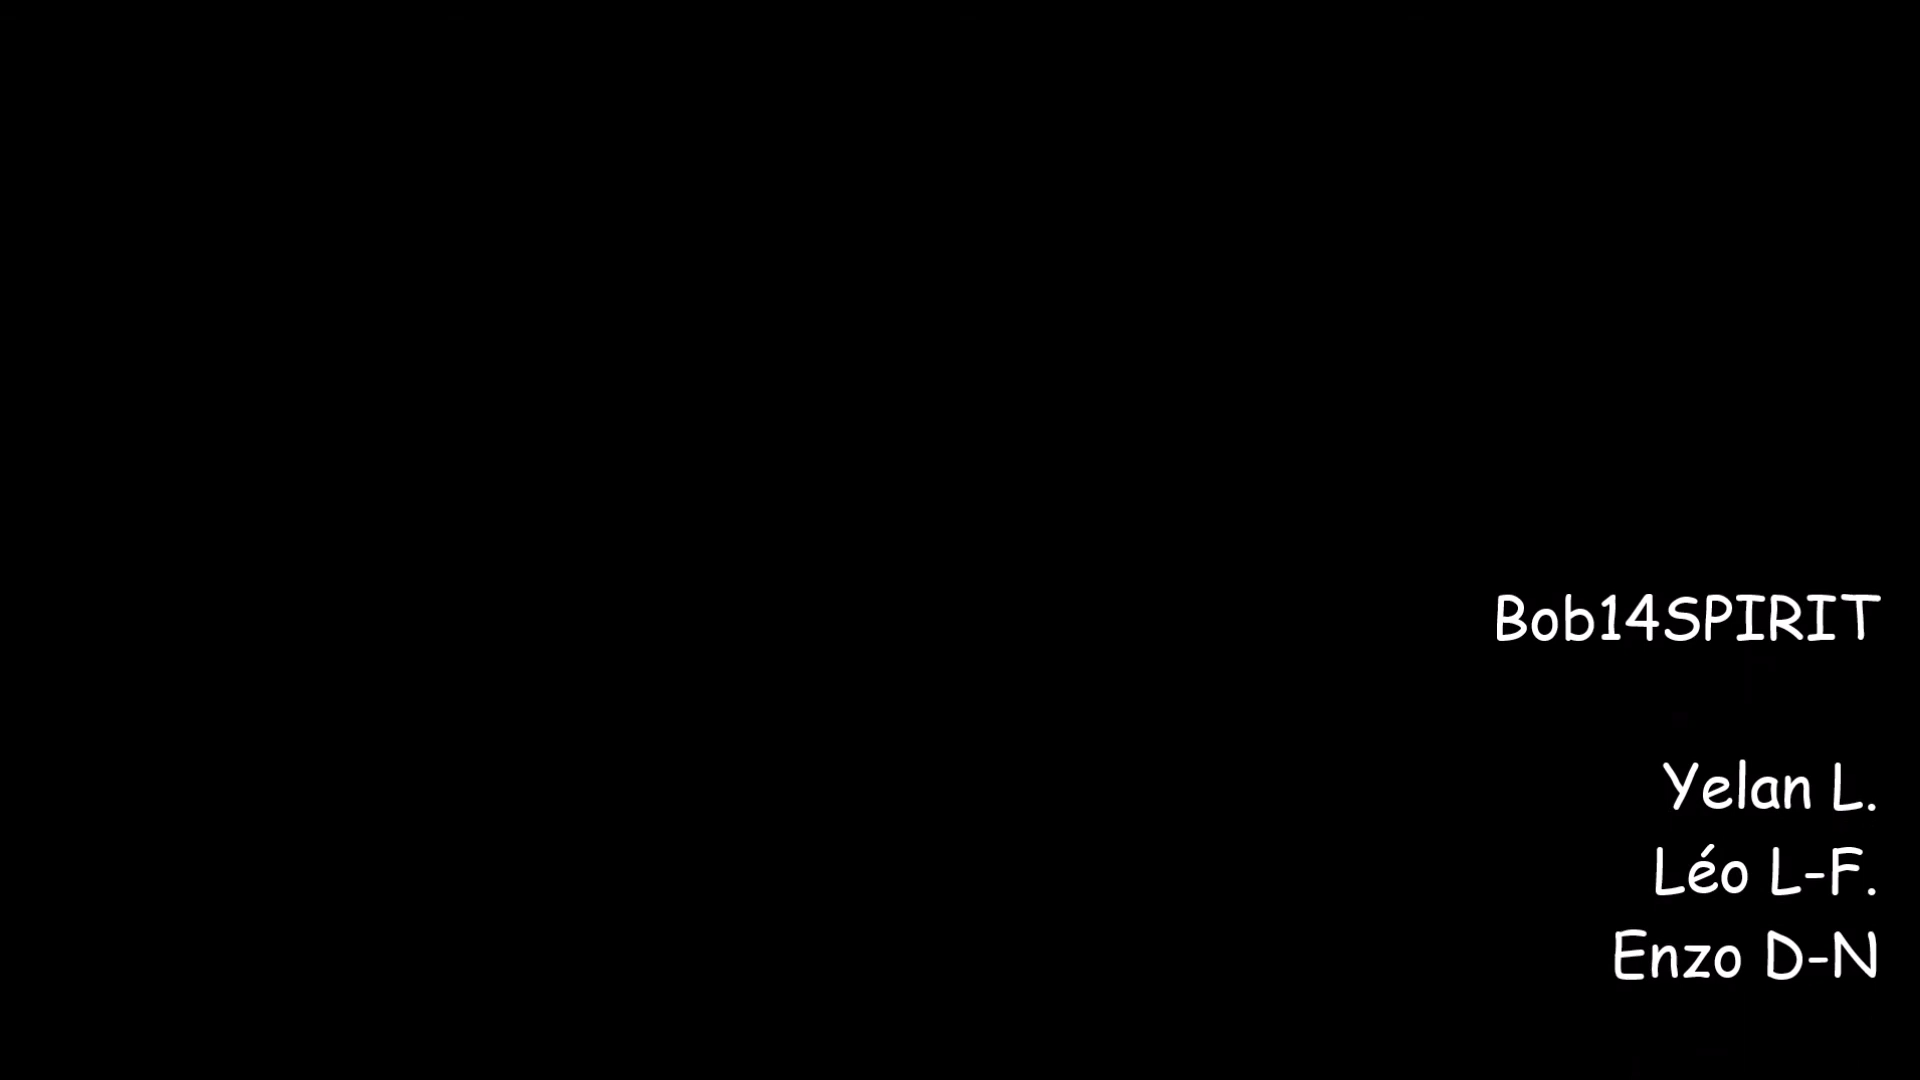 Bob14SPIRIT
Yelan L.
Léo L-F.
Enzo D-N